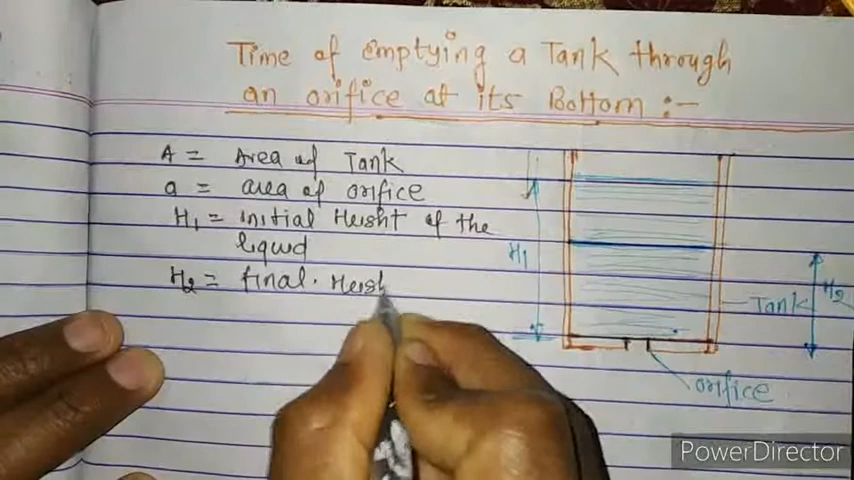 Time of emptying a Tank through
an orifice at its Bottom :-
A = Area of Tank
a = area of orifice
H₁ = initial Height of the
liquid
H₂ = final. Heigh
H₁
H₂
Tank
orifice
PowerDirector